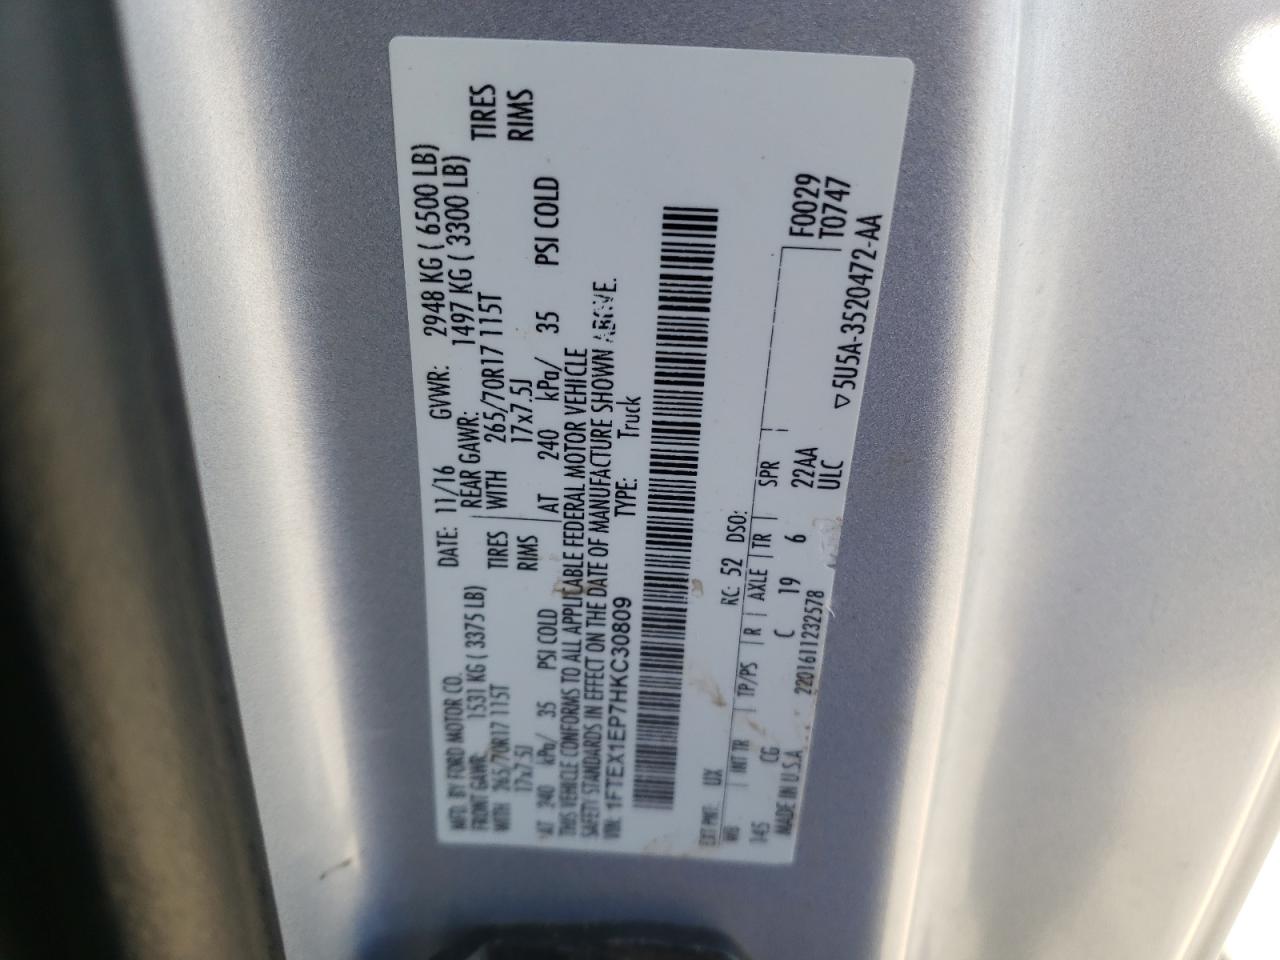 MFD. BY FORD MOTOR CO.
DATE: 11/16 GVWR: 2948 KG ( 6500 LB)
FRONT GAWR: 1531 KG ( 3375 LB) REAR GAWR: 1497 KG ( 3300 LB)
WITH 265/70R17 115T TIRES WITH 265/70R17 115T TIRES
17x7.5J RIMS 17x7.5J RIMS
AT 240 kPa/ 35 PSI COLD AT 240 kPa/ 35 PSI COLD
THIS VEHICLE CONFORMS TO ALL APPLICABLE FEDERAL MOTOR VEHICLE
SAFETY STANDARDS IN EFFECT ON THE DATE OF MANUFACTURE SHOWN ABOVE.
VIN: 1FTEX1EP7HKC30809 TYPE: Truck
EXT PNT: UX RC: 52 DSO: F0029
WB INT TR TP/PS R AXLE TR SPR T0747
145 CG C 19 6 22AA
MADE IN U.S.A. 2201611232578 ULC
▽5U5A-3520472-AA